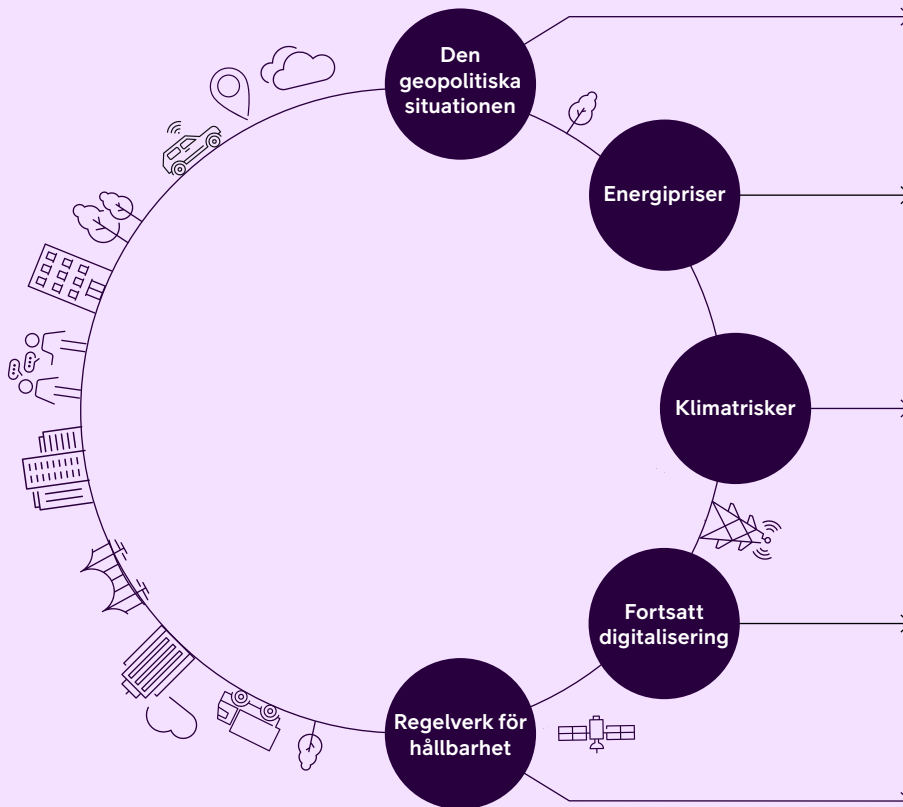 Den
geopolitiska
situationen
Energipriser
Klimatrisker
Fortsatt
digitalisering
Regelverk för
hållbarhet